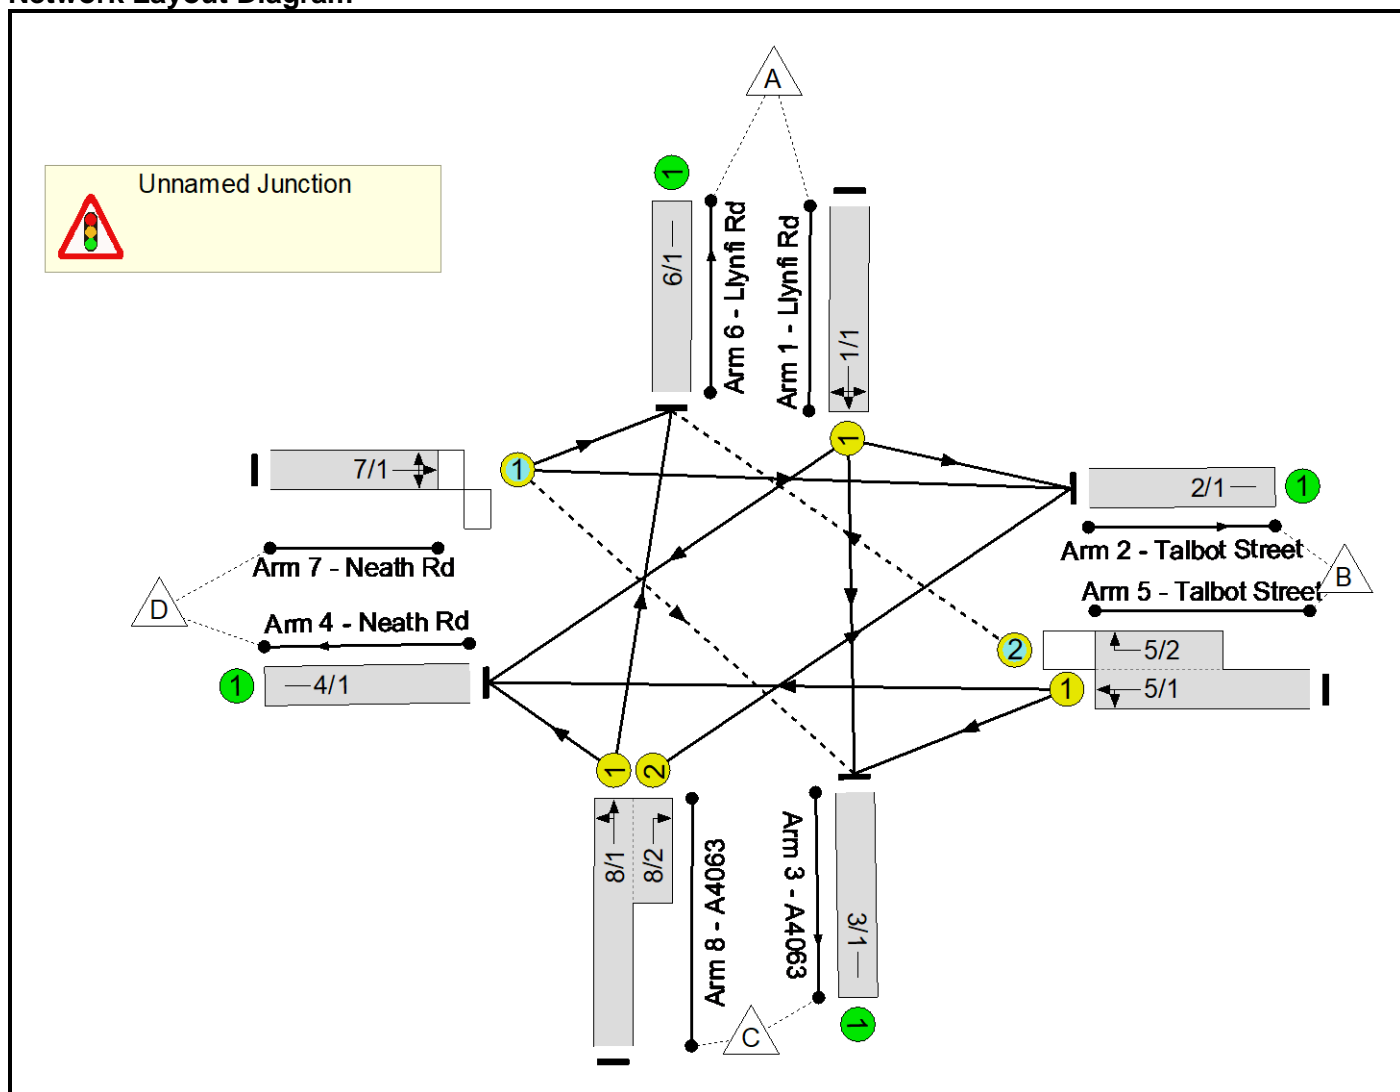 A
Unnamed Junction
1
6/1
Arm 6 - Llynfi Rd
Arm 1 - Llynfi Rd
1/1
1
7/1
1
2/1
1
Arm 7 - Neath Rd
Arm 2 - Talbot Street
D
B
Arm 4 - Neath Rd
Arm 5 - Talbot Street
1
4/1
2
5/2
1
5/1
1
2
8/1
8/2
Arm 8 - A4063
Arm 3 - A4063
3/1
C
1